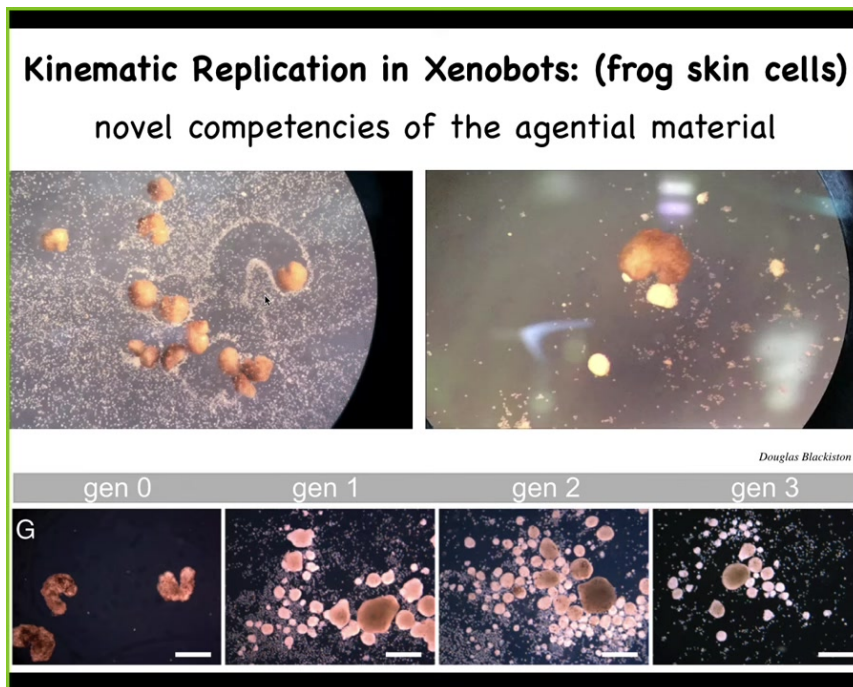 Kinematic Replication in Xenobots: (frog skin cells)
novel competencies of the agential material
Douglas Blackiston
gen 0 gen 1 gen 2 gen 3
G